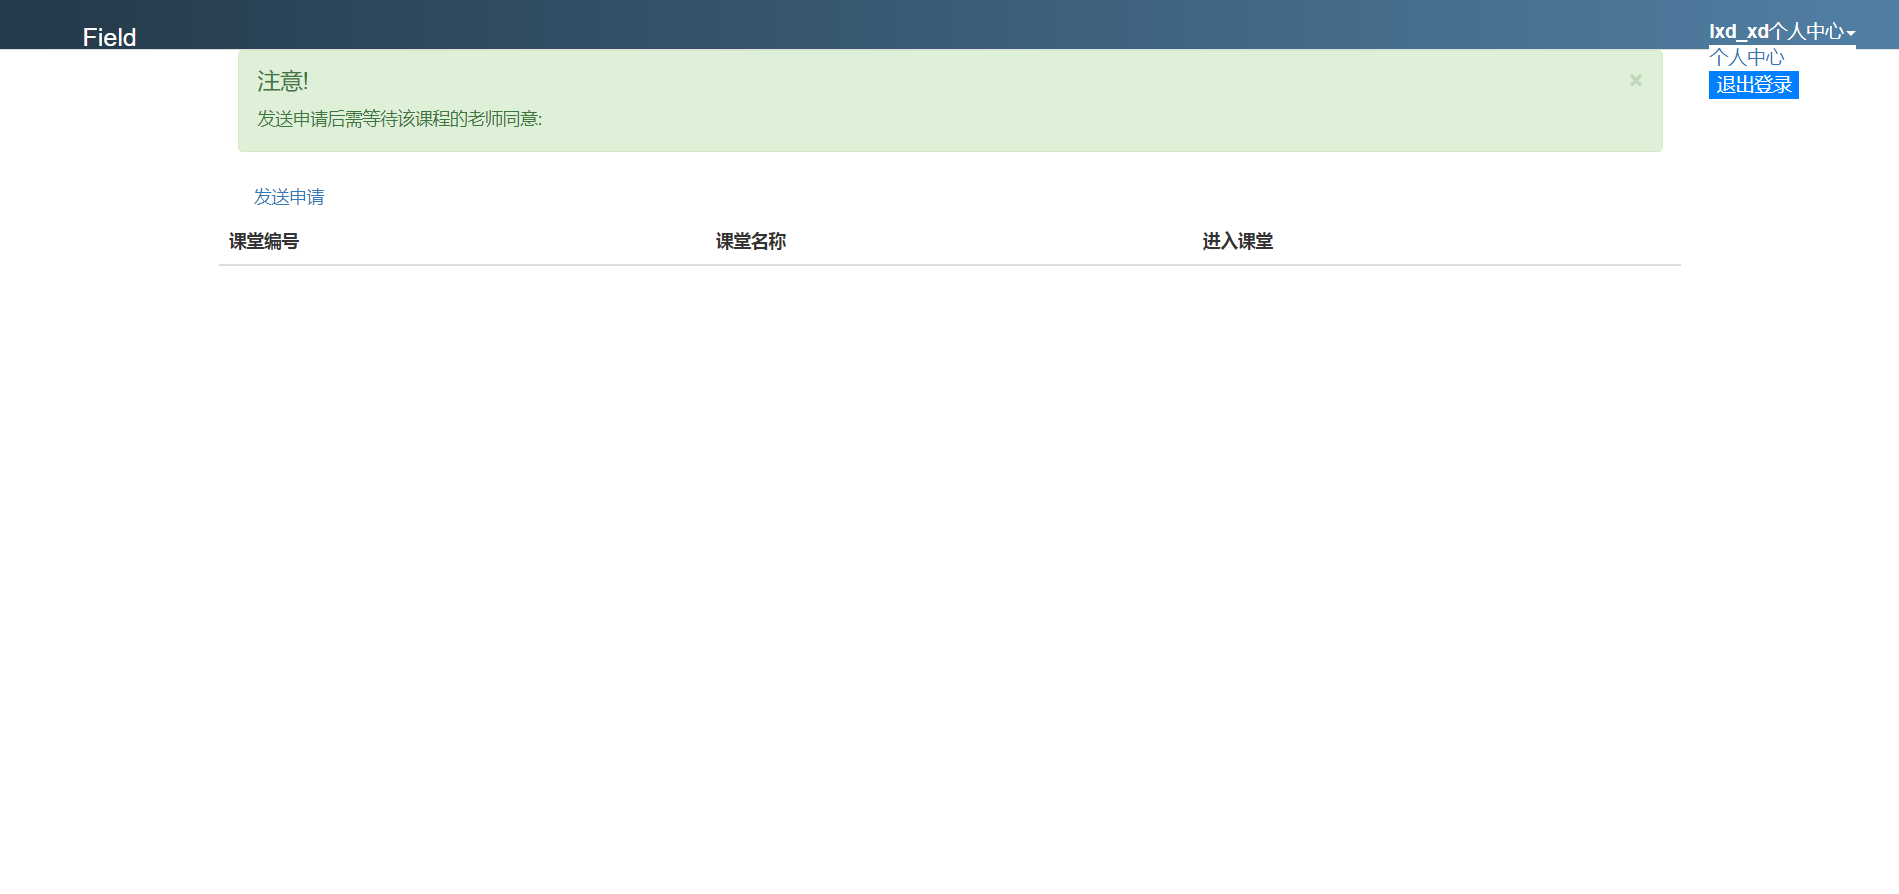 Field
lxd_xd个人中心
个人中心
退出登录
注意!
×
发送申请后需等待该课程的老师同意:
发送申请
课堂编号 课堂名称 进入课堂